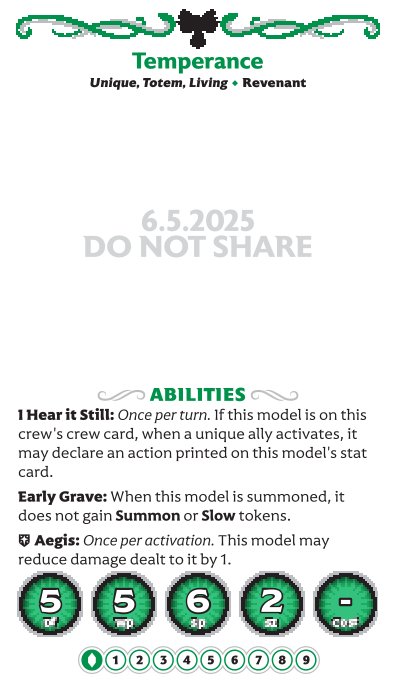 Temperance
Unique, Totem, Living ⬥ Revenant
6.5.2025
DO NOT SHARE
ABILITIES
I Hear it Still: Once per turn. If this model is on this
crew's crew card, when a unique ally activates, it
may declare an action printed on this model's stat
card.
Early Grave: When this model is summoned, it
does not gain Summon or Slow tokens.
Aegis: Once per activation. This model may
reduce damage dealt to it by 1.
5 5 6 2 -
Df Wp Sp Sz Cost
1 2 3 4 5 6 7 8 9